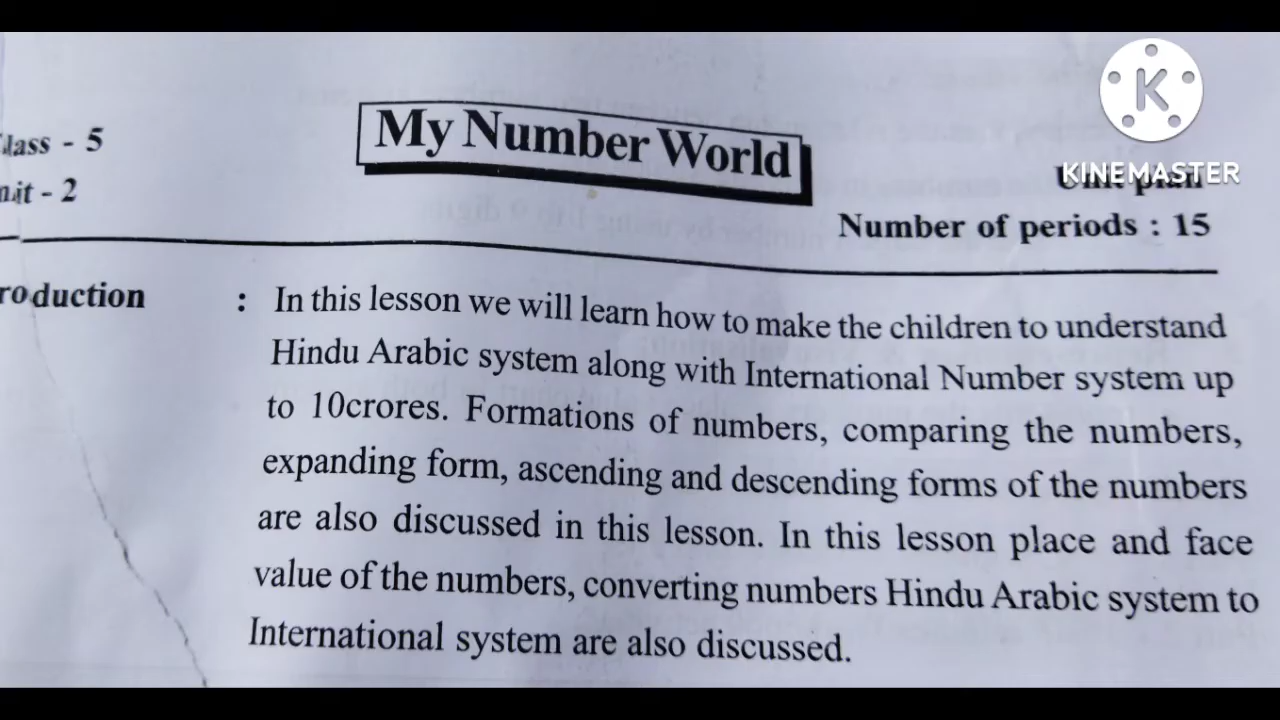 K
KINEMASTER
My Number World
Class - 5
Unit - 2
Unit plan
Number of periods : 15
roduction : In this lesson we will learn how to make the children to understand
Hindu Arabic system along with International Number system up
to 10crores. Formations of numbers, comparing the numbers,
expanding form, ascending and descending forms of the numbers
are also discussed in this lesson. In this lesson place and face
value of the numbers, converting numbers Hindu Arabic system to
International system are also discussed.